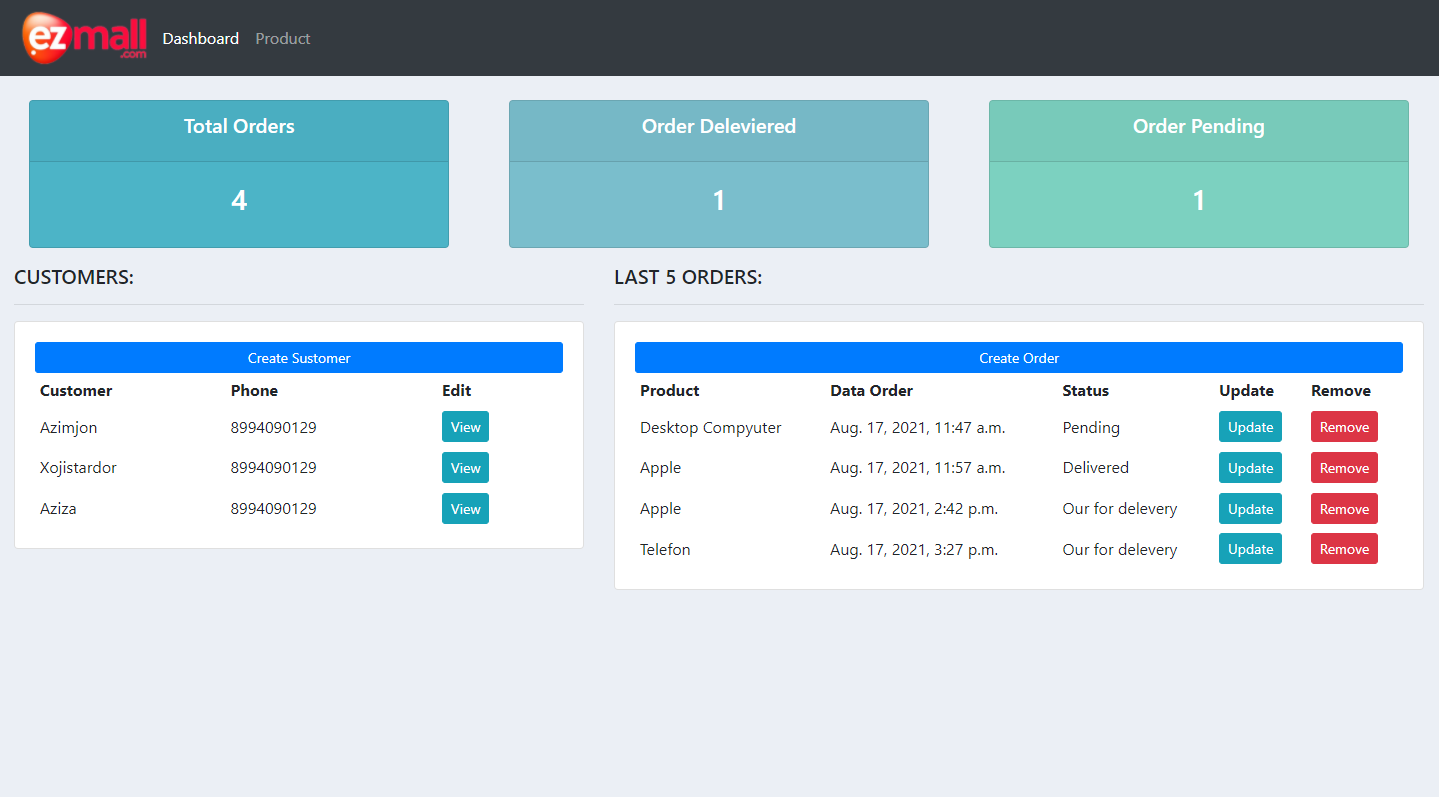 ezmall.com Dashboard Product
Total Orders
4
Order Deleviered
1
Order Pending
1
CUSTOMERS:
Create Sustomer
Customer Phone Edit
Azimjon 8994090129 View
Xojistardor 8994090129 View
Aziza 8994090129 View
LAST 5 ORDERS:
Create Order
Product Data Order Status Update Remove
Desktop Compyuter Aug. 17, 2021, 11:47 a.m. Pending Update Remove
Apple Aug. 17, 2021, 11:57 a.m. Delivered Update Remove
Apple Aug. 17, 2021, 2:42 p.m. Our for delevery Update Remove
Telefon Aug. 17, 2021, 3:27 p.m. Our for delevery Update Remove